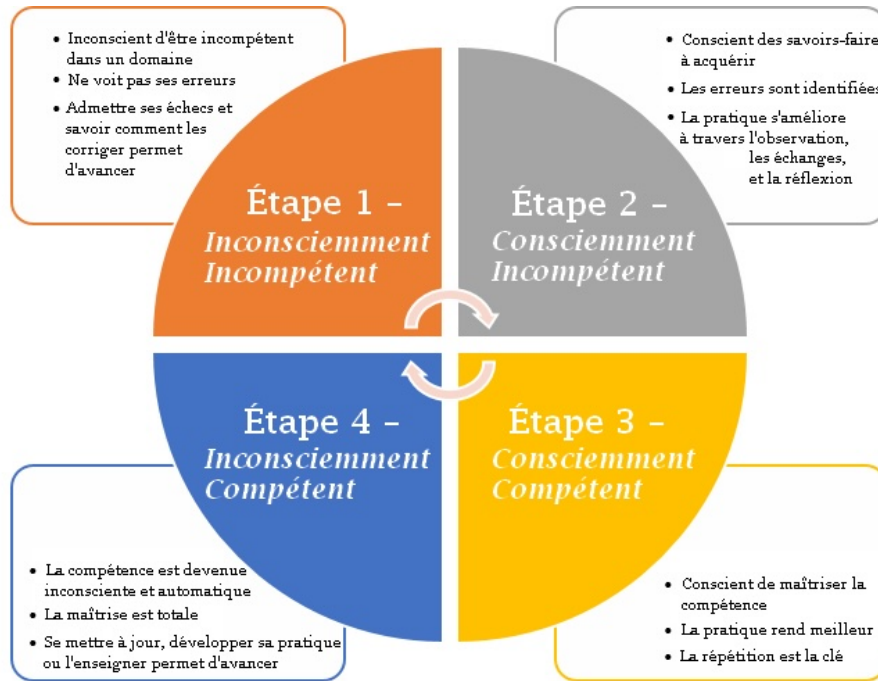 • Inconscient d'être incompétent
dans un domaine
• Ne voit pas ses erreurs
• Admettre ses échecs et
savoir comment les
corriger permet
d'avancer
Étape 1 –
Inconsciemment
Incompétent
• Conscient des savoirs-faire
à acquérir
• Les erreurs sont identifiées
• La pratique s'améliore
à travers l'observation,
les échanges,
et la réflexion
Étape 2 –
Consciemment
Incompétent
Étape 4 –
Inconsciemment
Compétent
• La compétence est devenue
inconsciente et automatique
• La maîtrise est totale
• Se mettre à jour, développer sa pratique
ou l'enseigner permet d'avancer
Étape 3 –
Consciemment
Compétent
• Conscient de maîtriser la
compétence
• La pratique rend meilleur
• La répétition est la clé